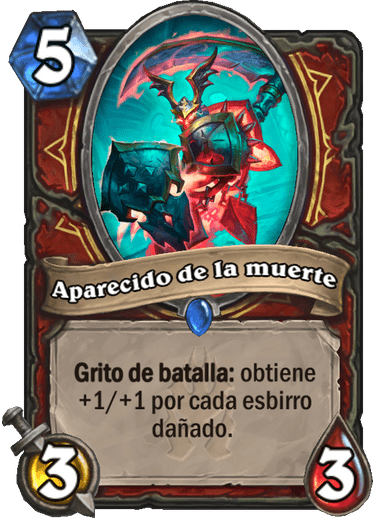 5
Aparecido de la muerte
Grito de batalla: obtiene
+1/+1 por cada esbirro
dañado.
3
3